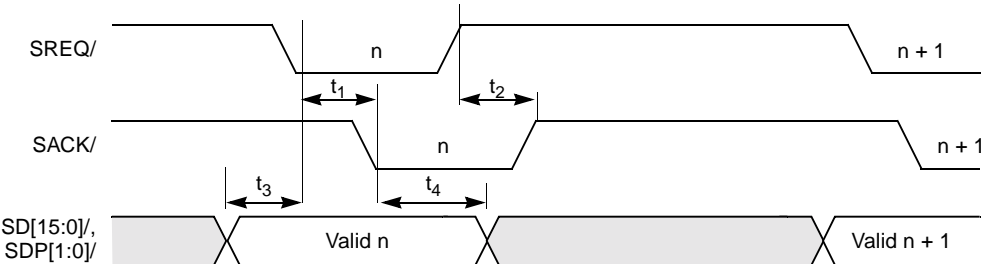 SREQ/
n
n + 1
t1
t2
SACK/
n
n + 1
t3
t4
SD[15:0]/,
SDP[1:0]/
Valid n
Valid n + 1